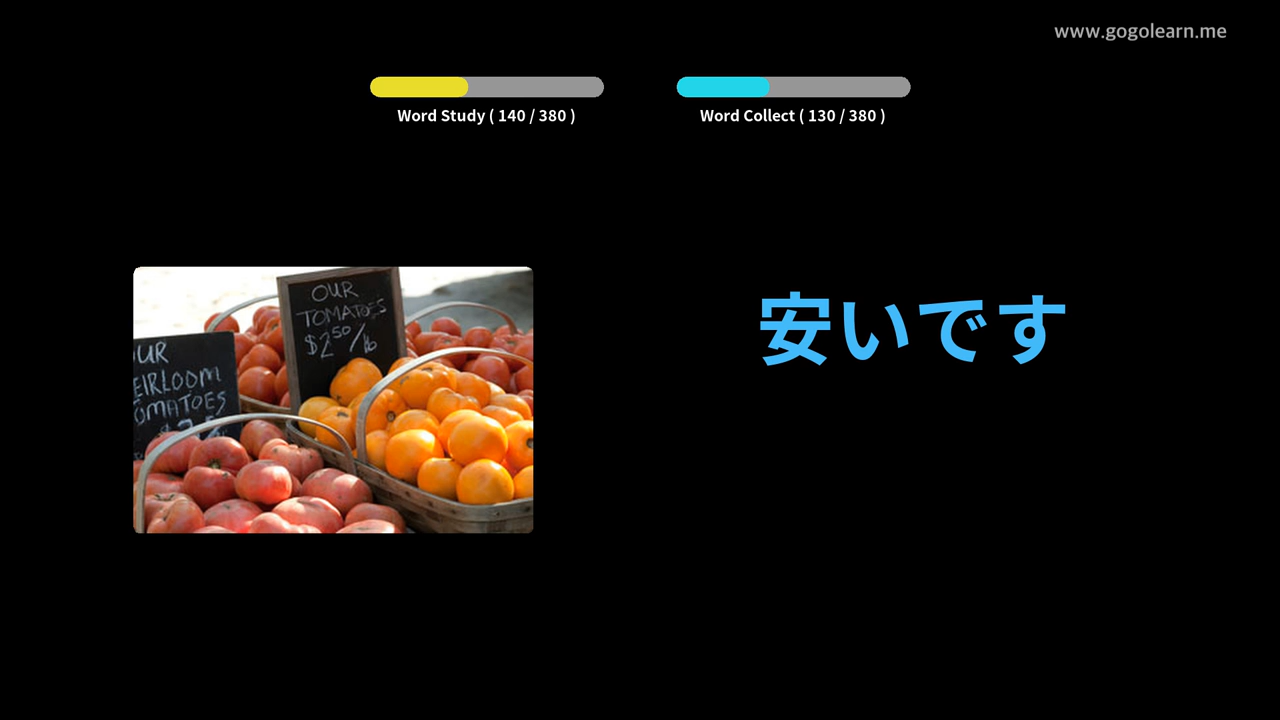 www.gogolearn.me
Word Study ( 140 / 380 )
Word Collect ( 130 / 380 )
OUR
TOMATOES
$2.50/lb
UR
EIRLOOM
OMATOES
安いです